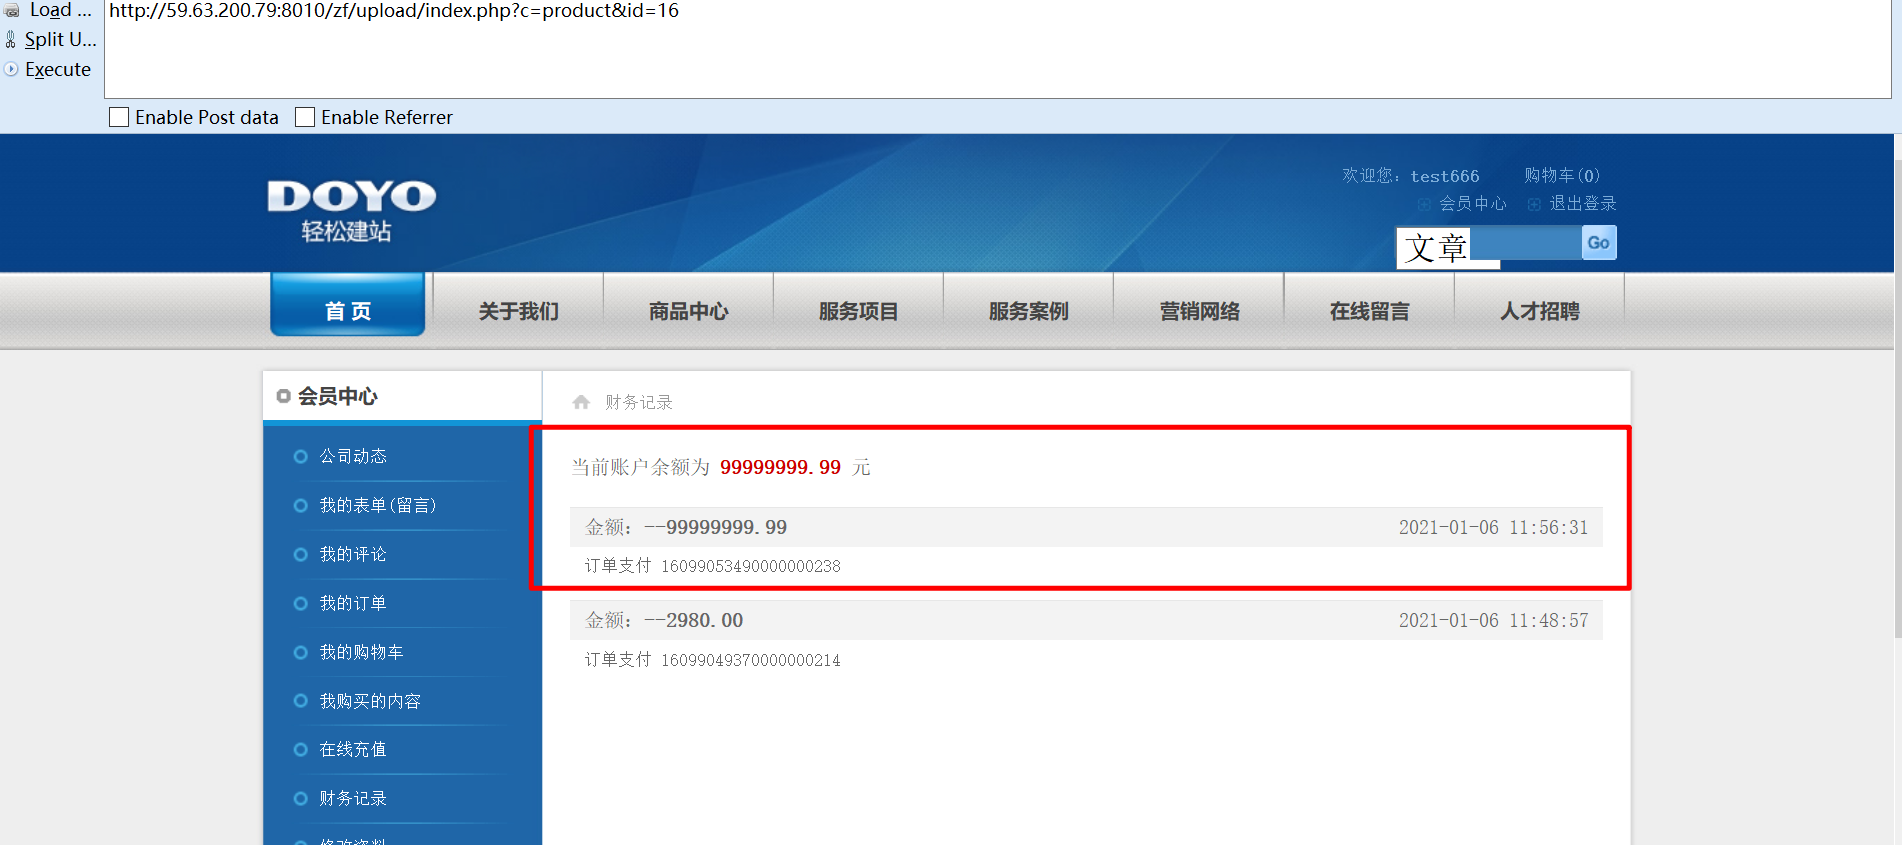 Load ...
http://59.63.200.79:8010/zf/upload/index.php?c=product&id=16
Split U...
Execute
Enable Post data Enable Referrer
DOYO
轻松建站
欢迎您：test666 购物车(0)
会员中心 退出登录
文章 Go
首 页 关于我们 商品中心 服务项目 服务案例 营销网络 在线留言 人才招聘
会员中心
公司动态
我的表单(留言)
我的评论
我的订单
我的购物车
我购买的内容
在线充值
财务记录
修改资料
财务记录
当前账户余额为 99999999.99 元
金额：--99999999.99 2021-01-06 11:56:31
订单支付 16099053490000000238
金额：--2980.00 2021-01-06 11:48:57
订单支付 16099049370000000214